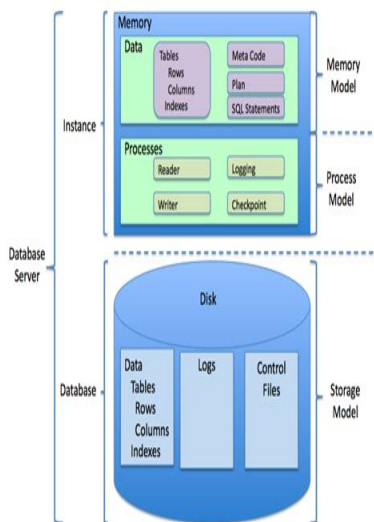 Memory
Data
Tables
Rows
Columns
Indexes
Meta Code
Plan
SQL Statements
Memory
Model
Instance
Processes
Reader
Logging
Writer
Checkpoint
Process
Model
Database
Server
Disk
Database
Data
Tables
Rows
Columns
Indexes
Logs
Control
Files
Storage
Model